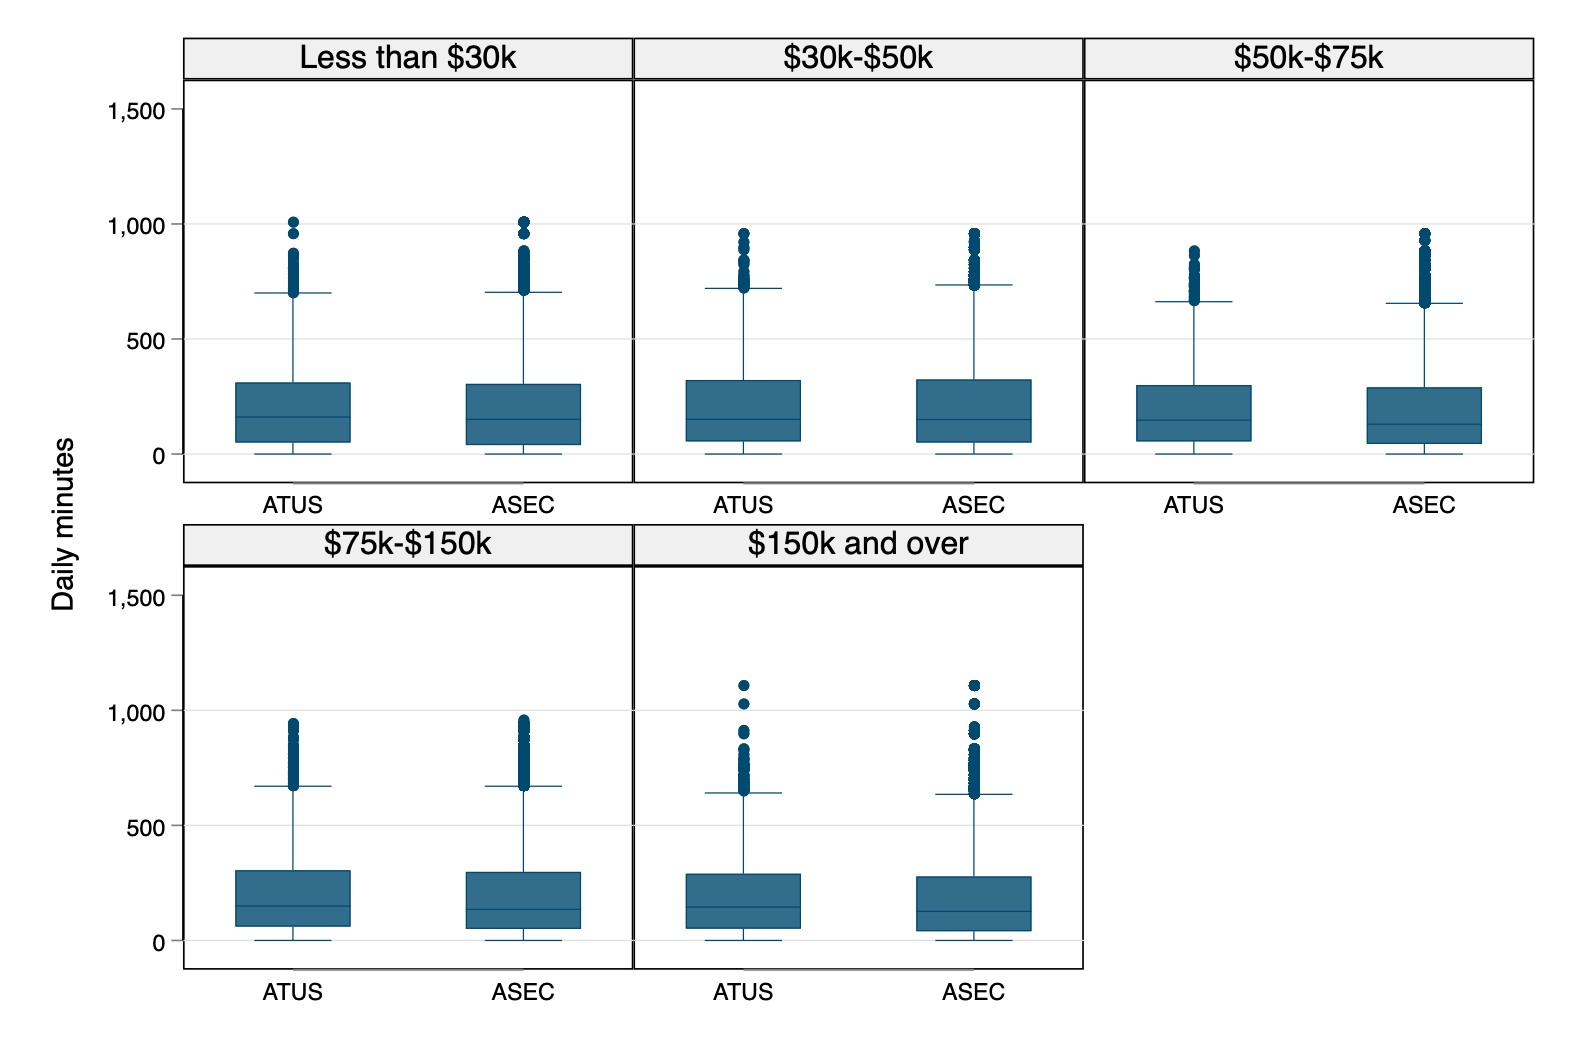 Less than $30k
$30k-$50k
$50k-$75k
1,500
1,000
500
0
ATUS
ASEC
ATUS
ASEC
ATUS
ASEC
Daily minutes
$75k-$150k
$150k and over
1,500
1,000
500
0
ATUS
ASEC
ATUS
ASEC